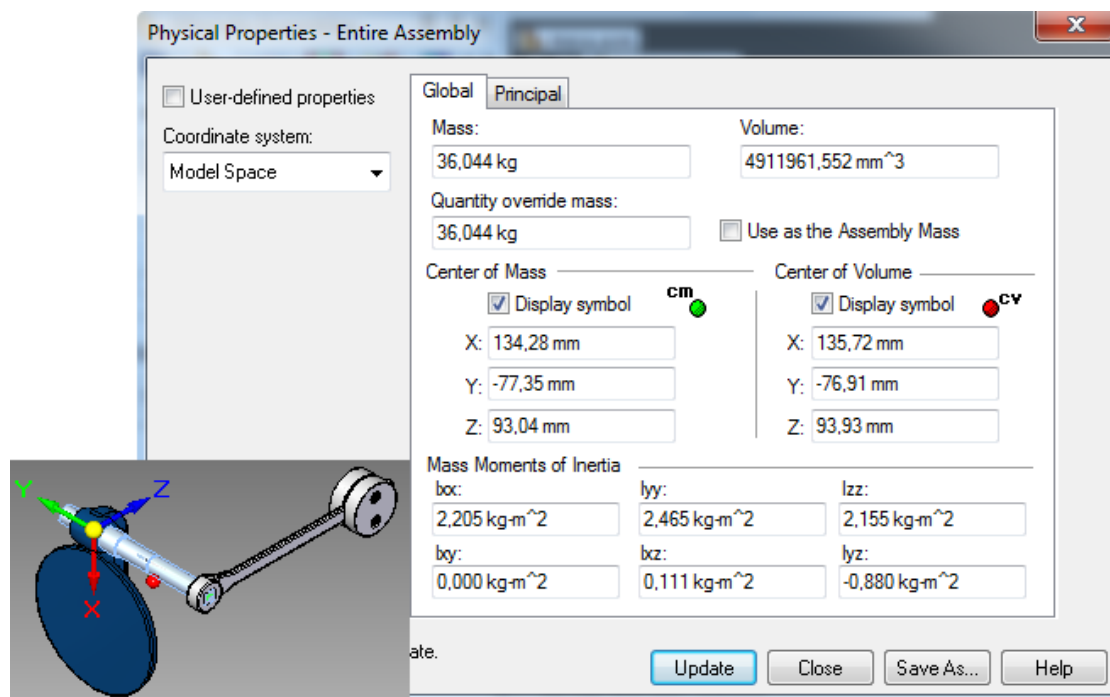 Physical Properties - Entire Assembly
User-defined properties
Coordinate system:
Model Space
Global Principal
Mass: Volume:
36,044 kg 4911961,552 mm^3
Quantity override mass:
36,044 kg Use as the Assembly Mass
Center of Mass Center of Volume
Display symbol cm Display symbol cv
X: 134,28 mm X: 135,72 mm
Y: -77,35 mm Y: -76,91 mm
Z: 93,04 mm Z: 93,93 mm
Mass Moments of Inertia
Ixx: Iyy: Izz:
2,205 kg-m^2 2,465 kg-m^2 2,155 kg-m^2
Ixy: Ixz: Iyz:
0,000 kg-m^2 0,111 kg-m^2 -0,880 kg-m^2
Y Z
X
ate.
Update Close Save As... Help